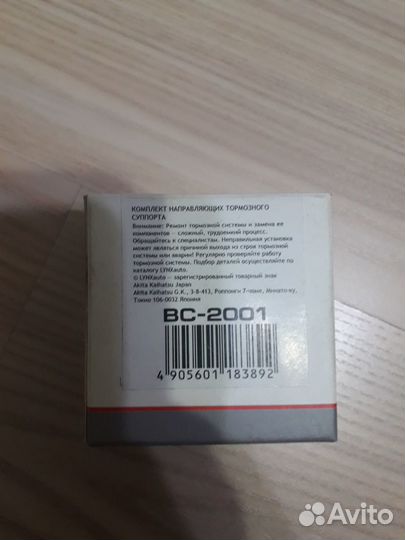 КОМПЛЕКТ НАПРАВЛЯЮЩИХ ТОРМОЗНОГО
СУППОРТА
Внимание: Ремонт тормозной системы и замена ее
компонентов — сложный, трудоемкий процесс.
Обращайтесь к специалистам. Неправильная установка
может являться причиной выхода из строя тормозной
системы или аварии! Регулярно проверяйте работу
тормозной системы. Подбор деталей осуществляйте по
каталогу LYNXauto.
© LYNXauto — зарегистрированный товарный знак
Akita Kaihatsu Japan
Akita Kaihatsu G.K., 3-8-413, Роппонги 7-чоме, Минато-ку,
Токио 106-0032 Япония
BC-2001
4 905601 183892
Avito